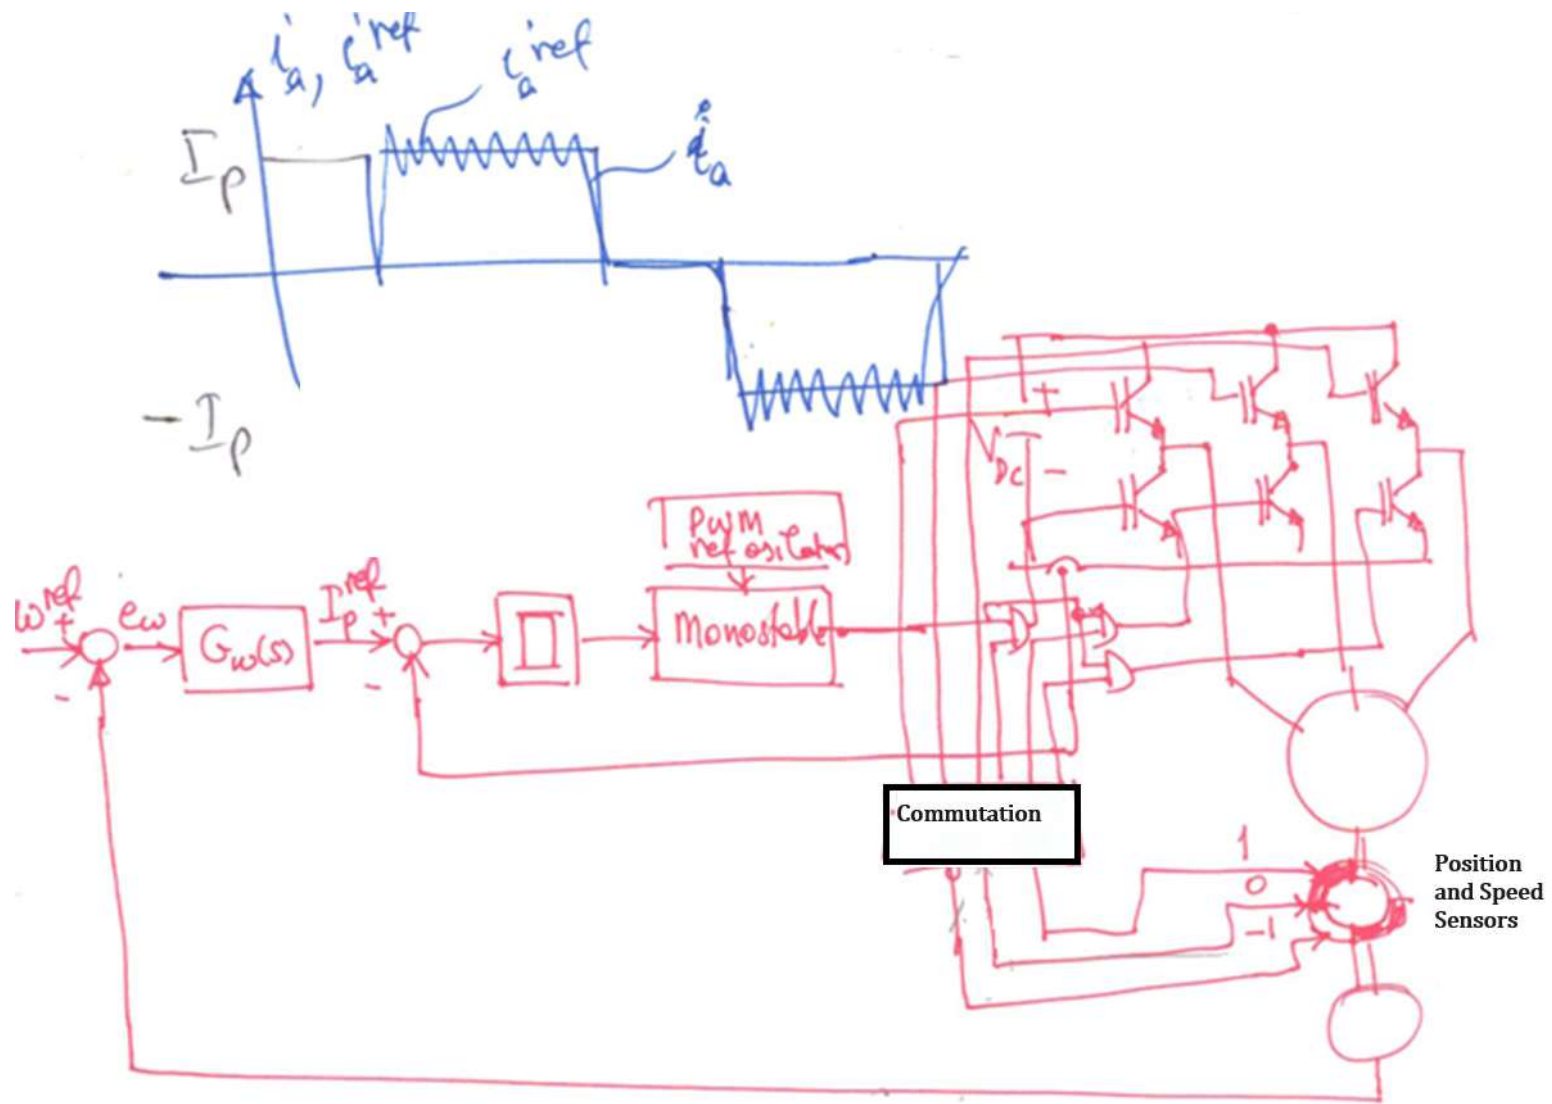 i_a, i_a^ref
i_a^ref
i_a
I_p
-I_p
+
V_DC
-
PWM
ref osilators
ω^ref
+
e_ω
G_ω(s)
I_p^ref
+
Monostable
-
-
Commutation
1
0
-1
Position
and Speed
Sensors